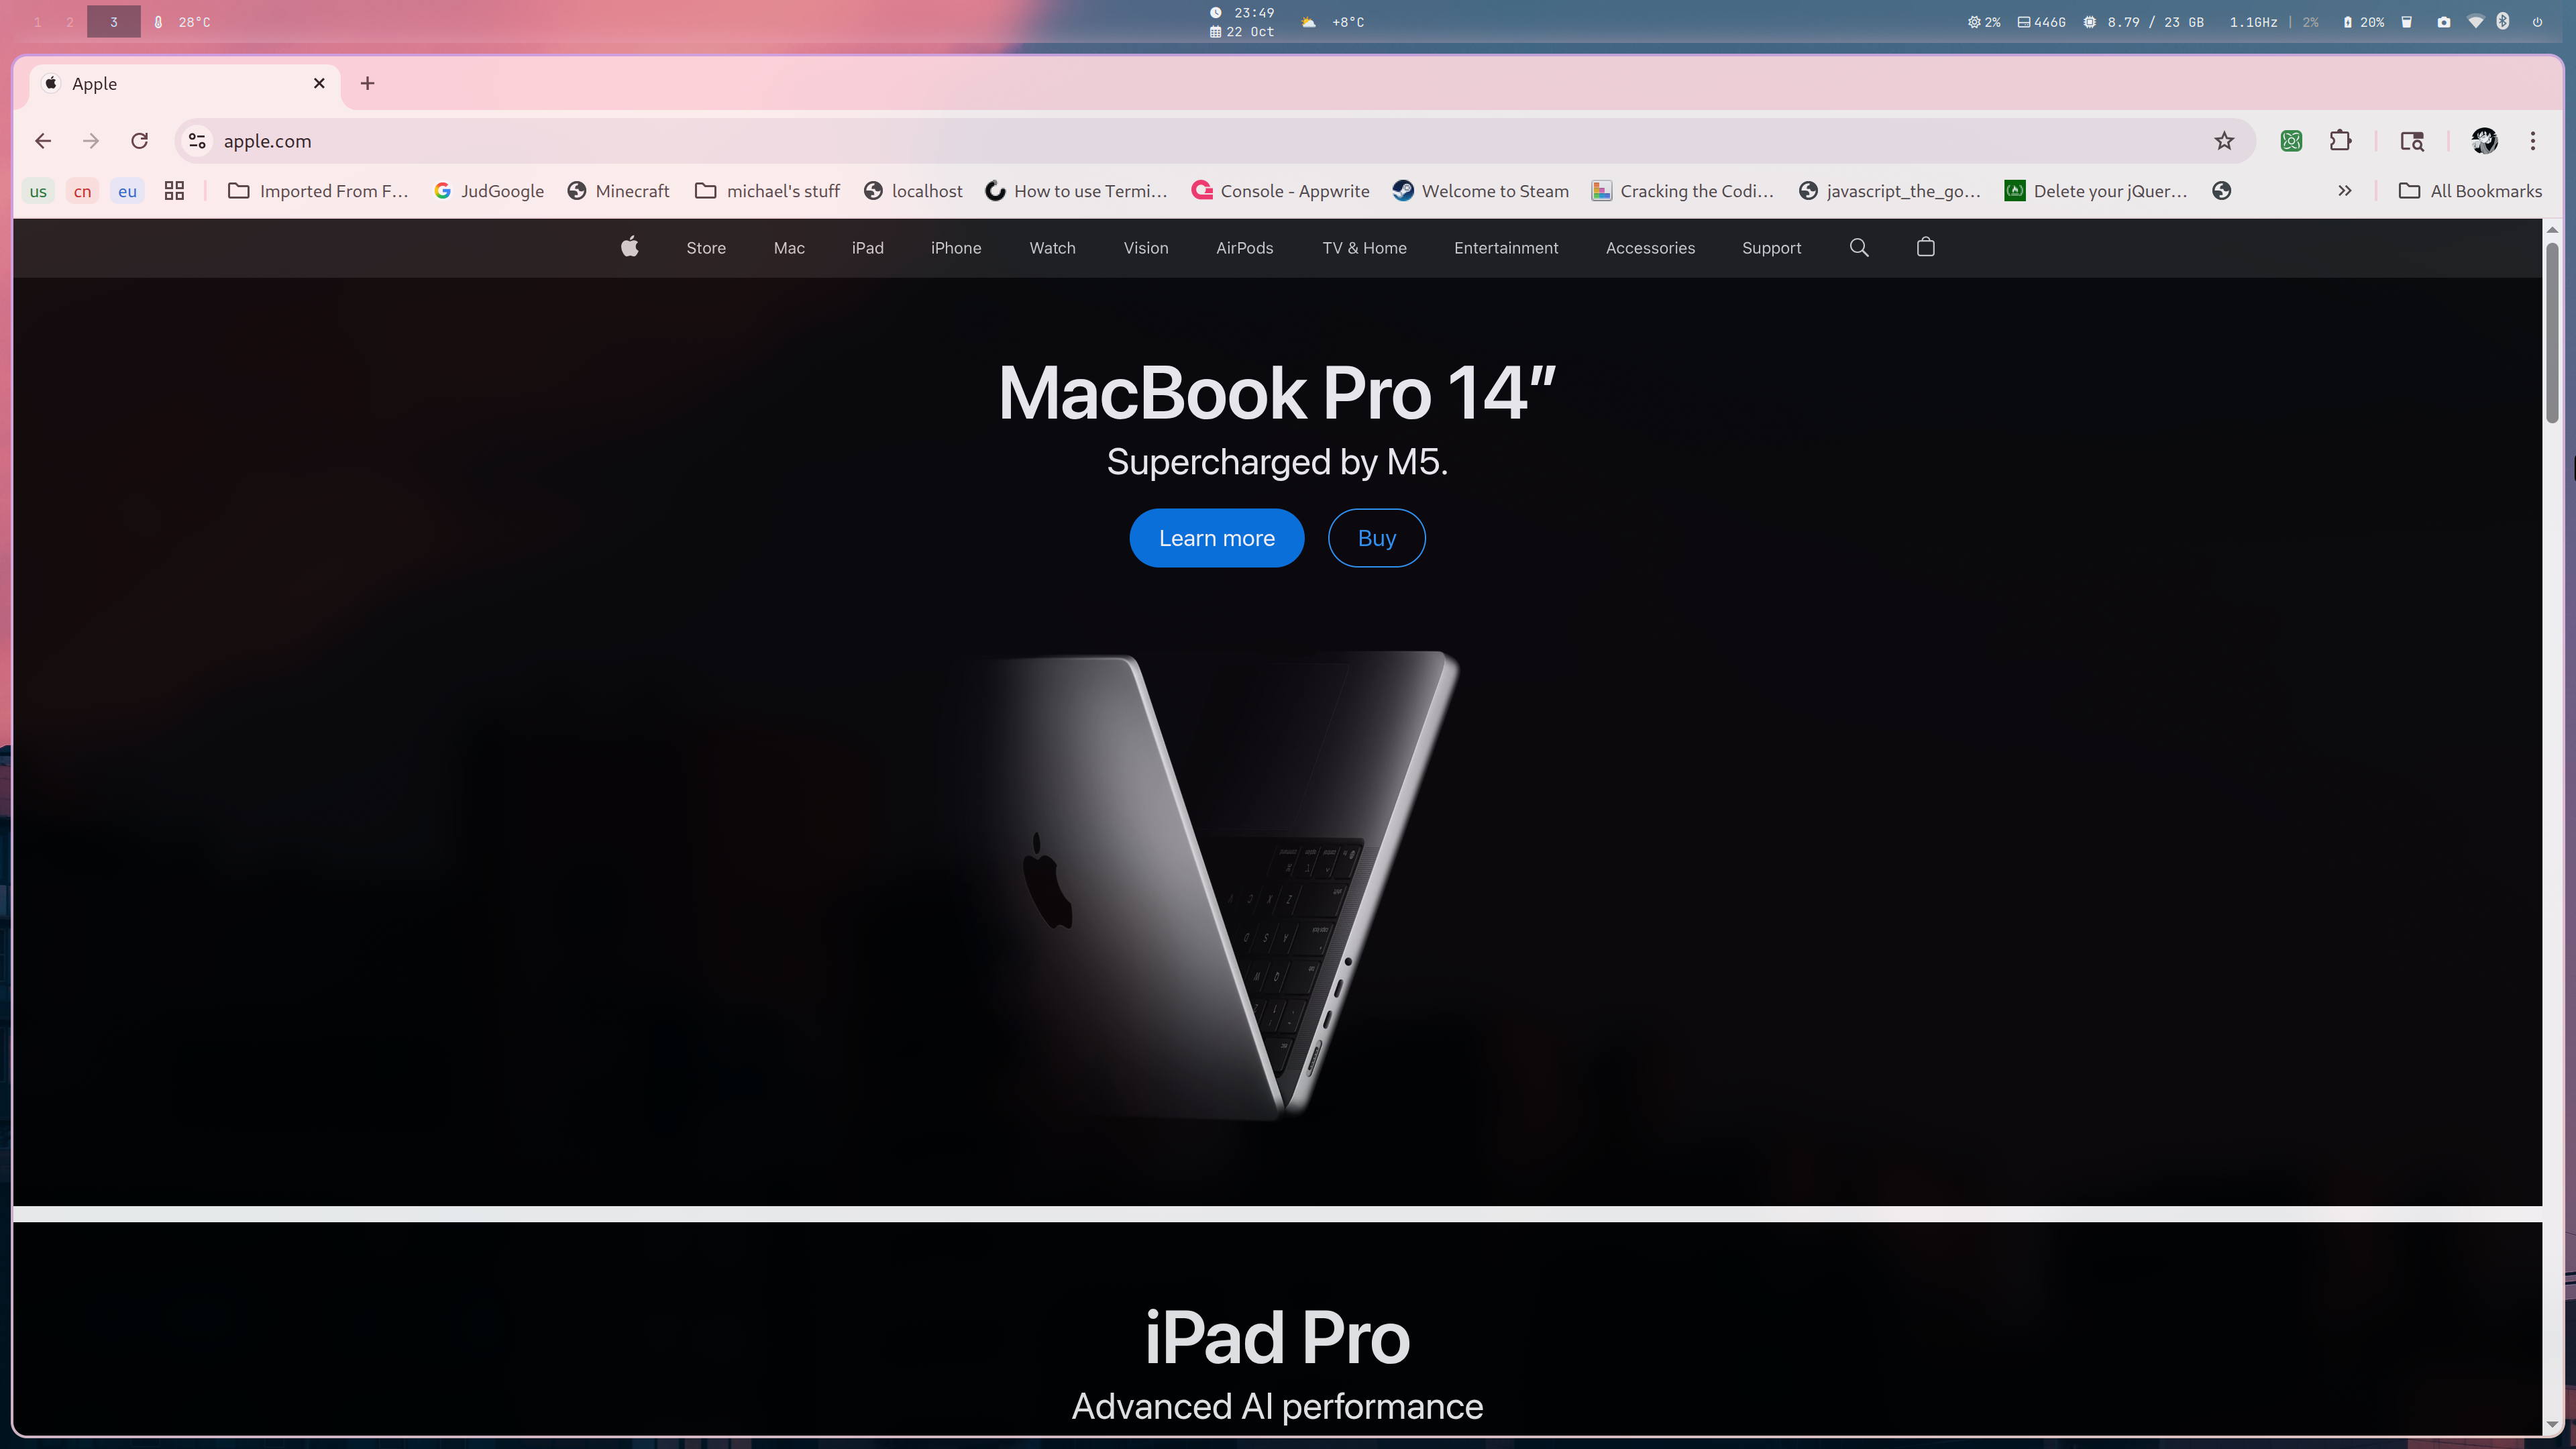 1 2 3 28°C
23:49
22 Oct
+8°C
2% 446G 8.79 / 23 GB 1.1GHz | 2% 20%
Apple
apple.com
us cn eu Imported From F... JudGoogle Minecraft michael's stuff localhost How to use Termi... Console - Appwrite Welcome to Steam Cracking the Codi... javascript_the_go... Delete your jQuer... All Bookmarks
Store Mac iPad iPhone Watch Vision AirPods TV & Home Entertainment Accessories Support
MacBook Pro 14″
Supercharged by M5.
Learn more Buy
iPad Pro
Advanced AI performance